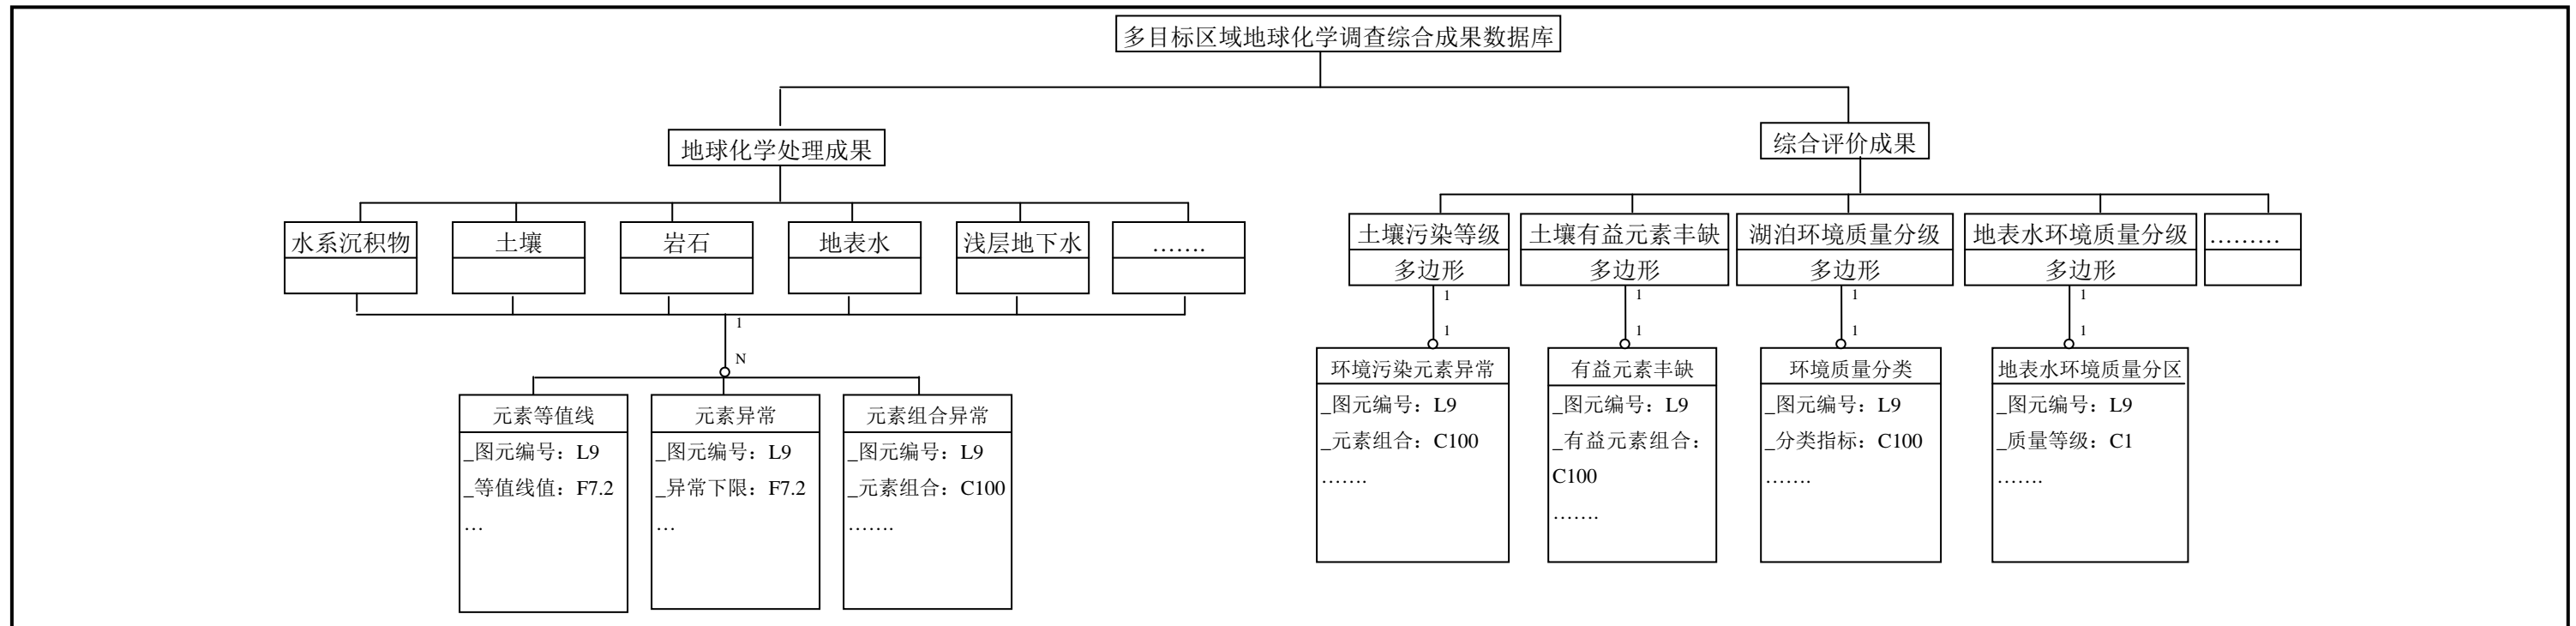 多目标区域地球化学调查综合成果数据库
地球化学处理成果
综合评价成果
水系沉积物
土壤
岩石
地表水
浅层地下水
…….
土壤污染等级
多边形
土壤有益元素丰缺
多边形
湖泊环境质量分级
多边形
地表水环境质量分级
多边形
………
1
N
1
1
1
1
1
1
1
1
元素等值线
_图元编号：L9
_等值线值：F7.2
…
元素异常
_图元编号：L9
_异常下限：F7.2
…
元素组合异常
_图元编号：L9
_元素组合：C100
…….
环境污染元素异常
_图元编号：L9
_元素组合：C100
…….
有益元素丰缺
_图元编号：L9
_有益元素组合：
C100
…….
环境质量分类
_图元编号：L9
_分类指标：C100
…….
地表水环境质量分区
_图元编号：L9
_质量等级：C1
…….